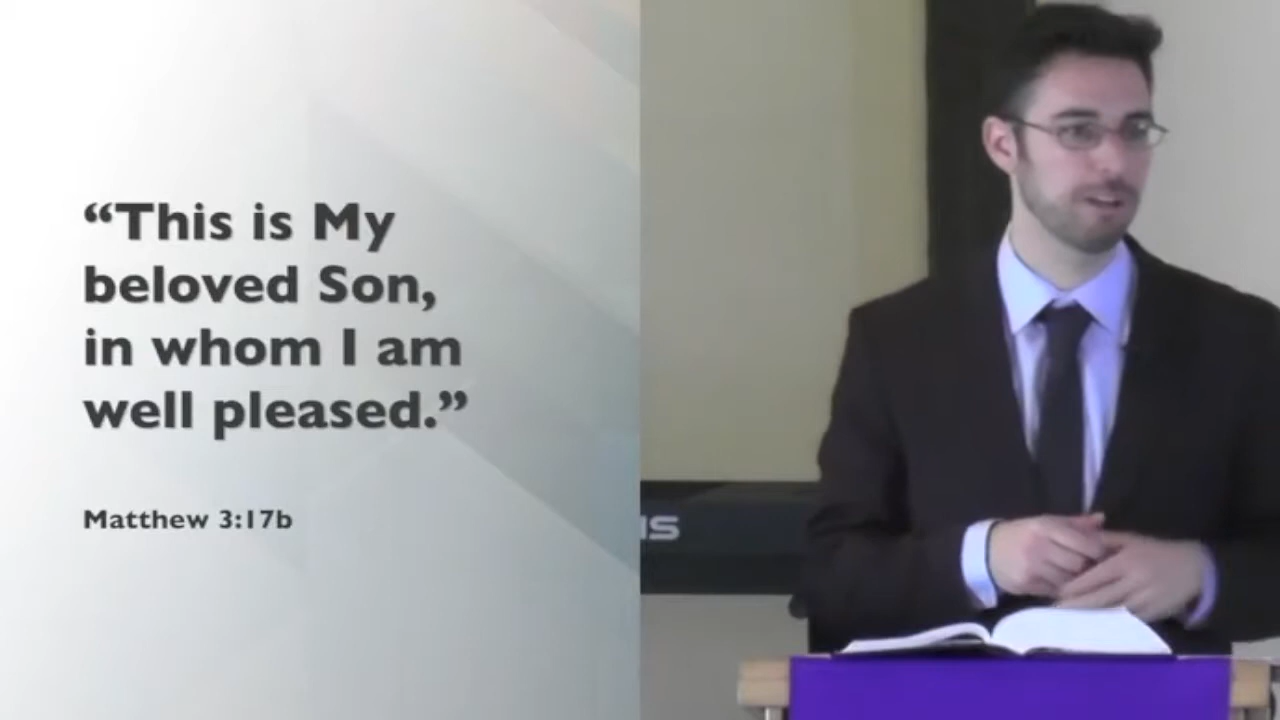 “This is My
beloved Son,
in whom I am
well pleased.”
Matthew 3:17b